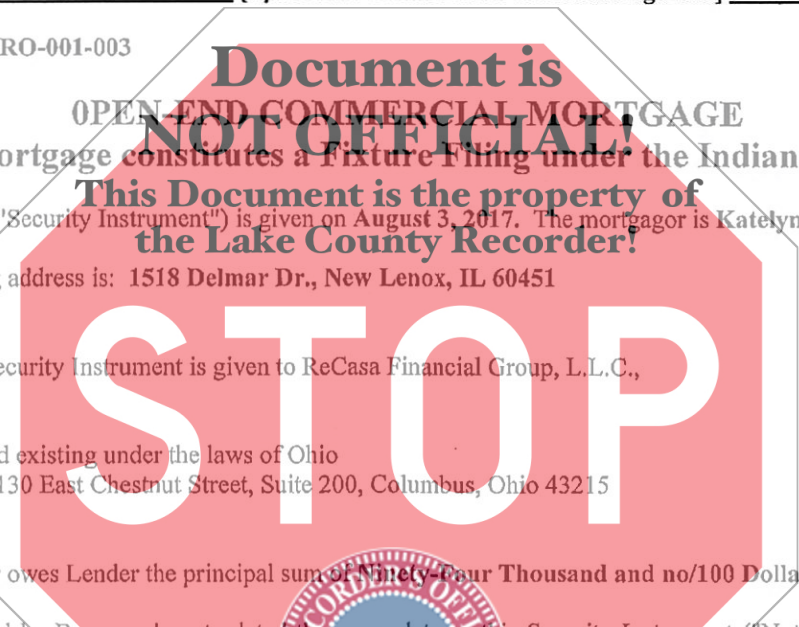 RO-001-003
Document is
0PEN-END COMMERCIAL MORTGAGE
NOT OFFICIAL!
ortgage constitutes a Fixture Filing under the Indian
This Document is the property of
"Security Instrument") is given on August 3, 2017. The mortgagor is Katelyn
the Lake County Recorder!
address is: 1518 Delmar Dr., New Lenox, IL 60451
STOP
ecurity Instrument is given to ReCasa Financial Group, L.L.C.,
d existing under the laws of Ohio
130 East Chestnut Street, Suite 200, Columbus, Ohio 43215
owes Lender the principal sum of Ninety-Four Thousand and no/100 Dolla
CORDER'S OFF